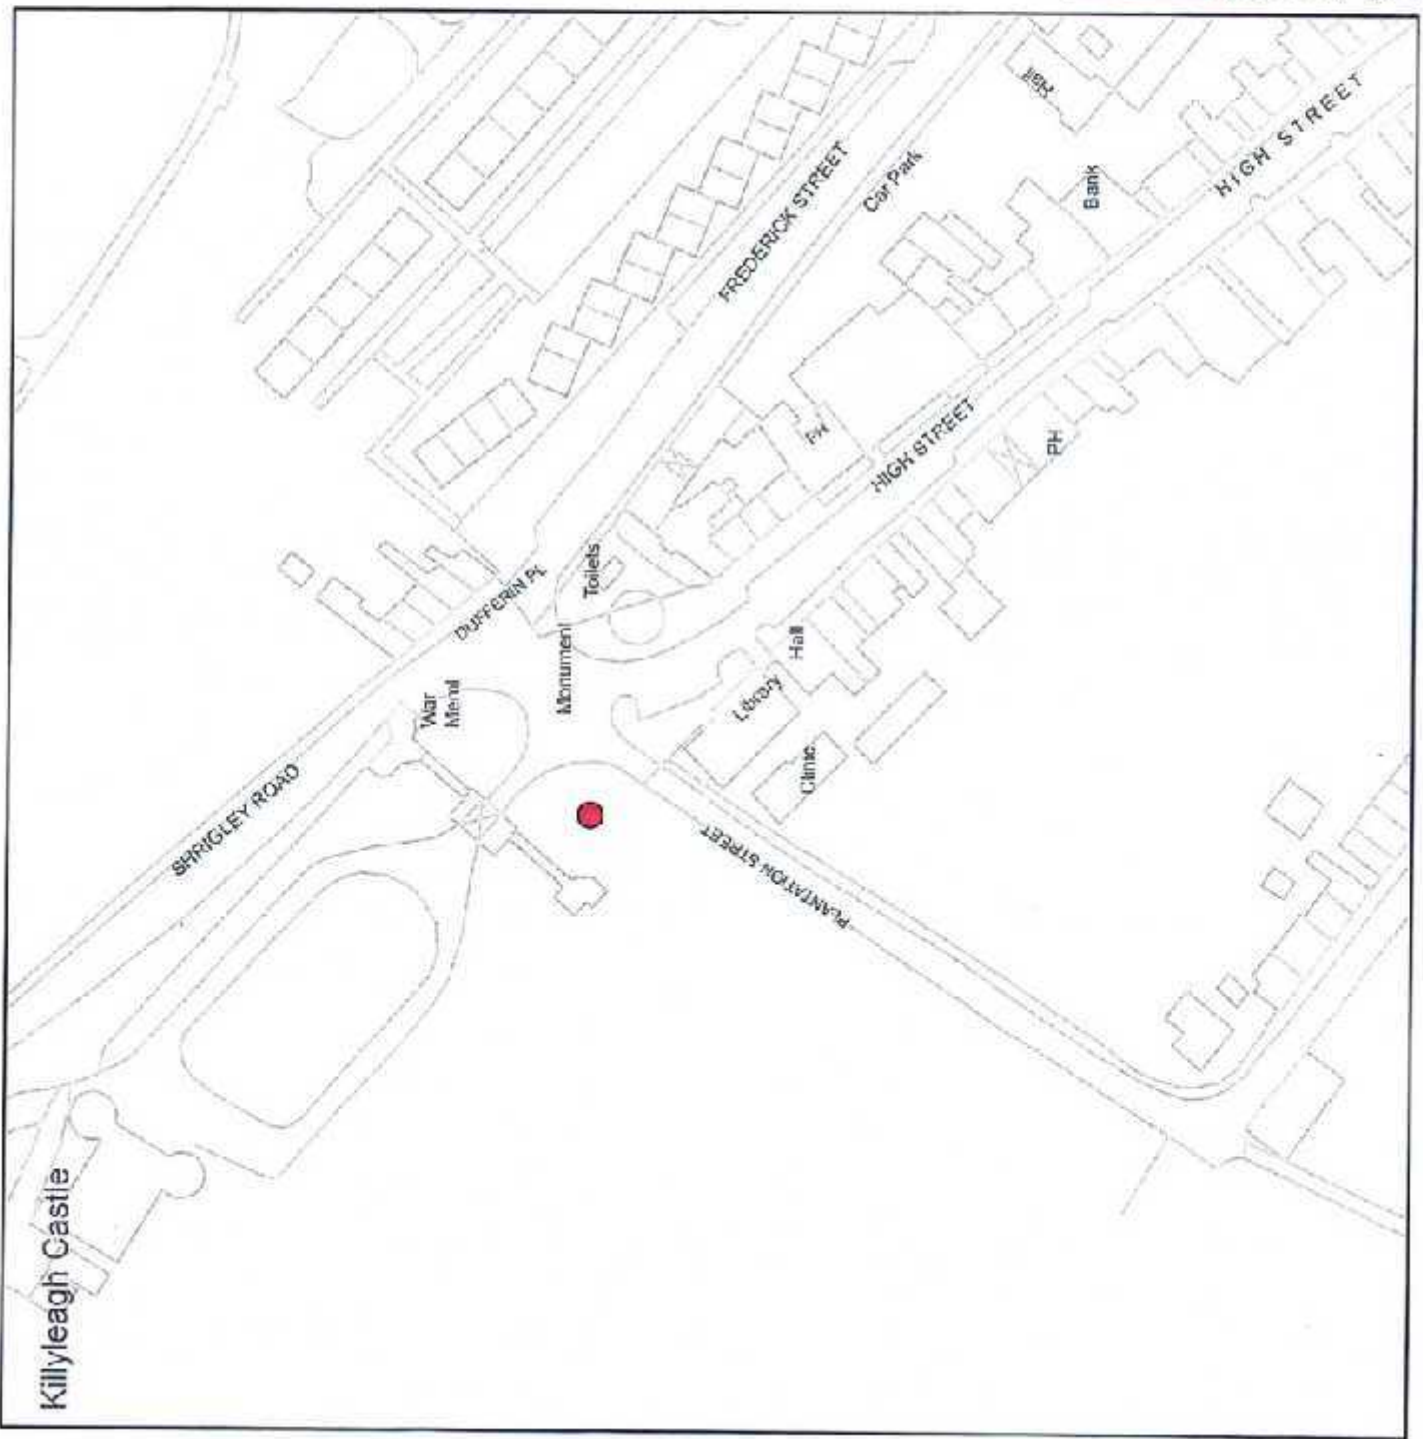 Killyleagh Castle
SHRIGLEY ROAD
War
Meml
DUFFERIN PL
Monument
Toilets
FREDERICK STREET
Car Park
Hall
Bank
HIGH STREET
PH
HIGH STREET
PH
Hall
Library
Clinic
PLANTATION STREET